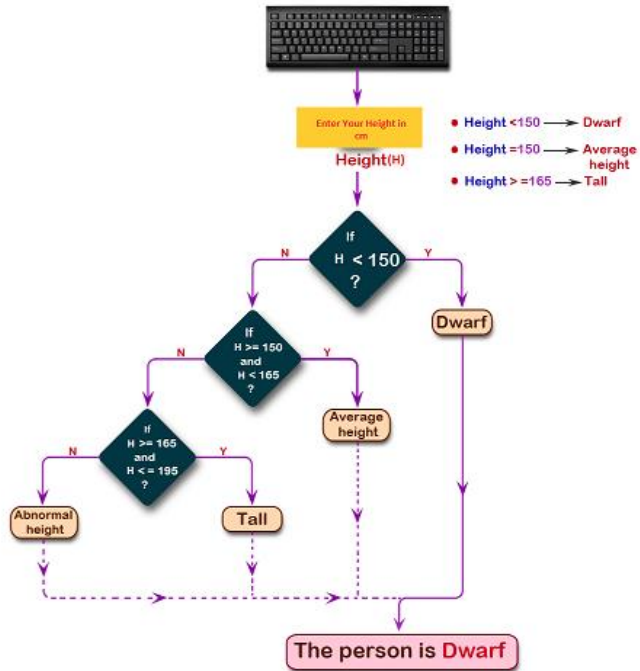 Enter Your Height in
cm
Height(H)
Height <150 Dwarf
Height =150 Average
height
Height > =165 Tall
If
H < 150
?
N
Y
Dwarf
If
H >= 150
and
H < 165
?
N
Y
Average
height
If
H >= 165
and
H <= 195
?
N
Y
Abnormal
height
Tall
The person is Dwarf